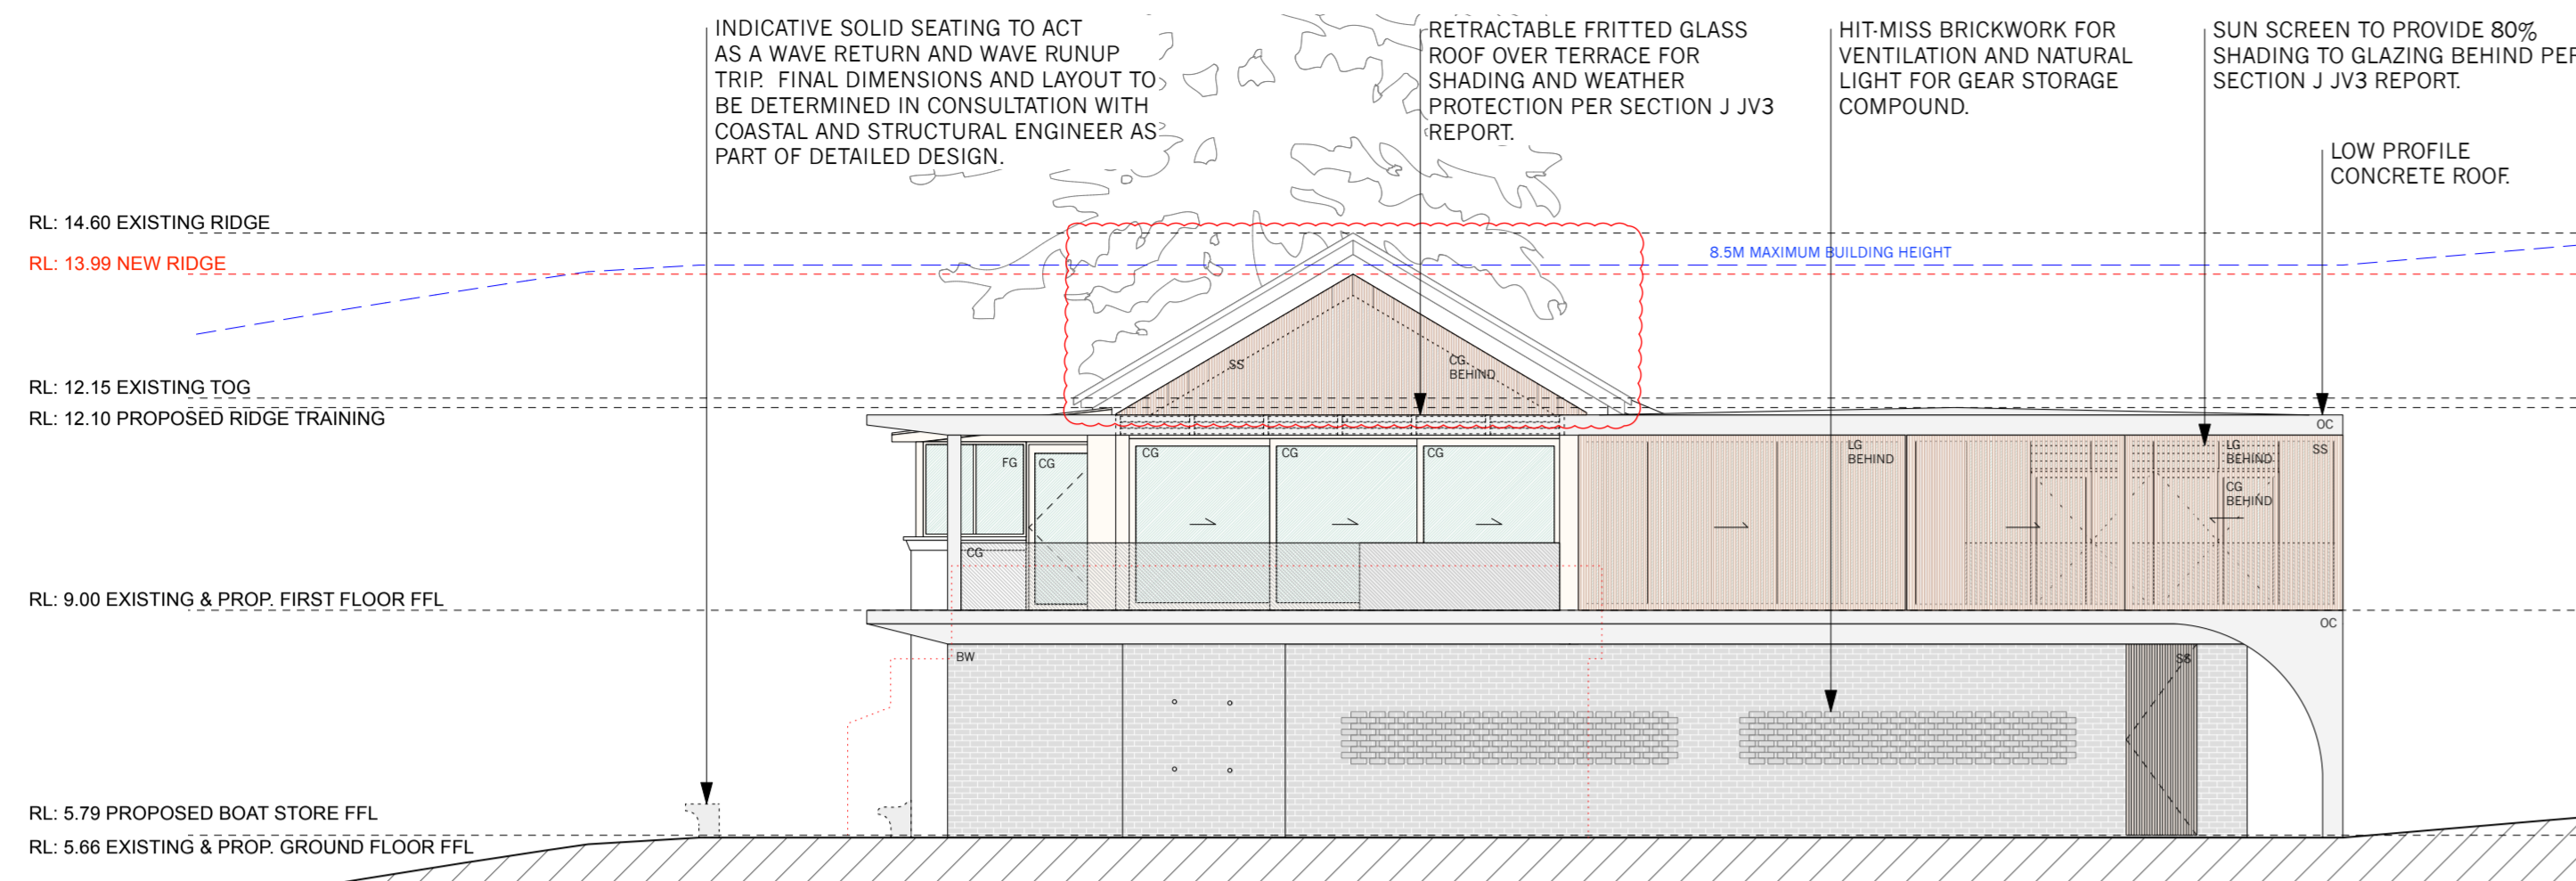 INDICATIVE SOLID SEATING TO ACT
AS A WAVE RETURN AND WAVE RUNUP
TRIP. FINAL DIMENSIONS AND LAYOUT TO
BE DETERMINED IN CONSULTATION WITH
COASTAL AND STRUCTURAL ENGINEER AS
PART OF DETAILED DESIGN.
RETRACTABLE FRITTED GLASS
ROOF OVER TERRACE FOR
SHADING AND WEATHER
PROTECTION PER SECTION J JV3
REPORT.
HIT-MISS BRICKWORK FOR
VENTILATION AND NATURAL
LIGHT FOR GEAR STORAGE
COMPOUND.
SUN SCREEN TO PROVIDE 80%
SHADING TO GLAZING BEHIND PER
SECTION J JV3 REPORT.
LOW PROFILE
CONCRETE ROOF.
RL: 14.60 EXISTING RIDGE
RL: 13.99 NEW RIDGE
8.5M MAXIMUM BUILDING HEIGHT
RL: 12.15 EXISTING TOG
RL: 12.10 PROPOSED RIDGE TRAINING
SS
CG
BEHIND
OC
FG
CG
CG
CG
CG
LG
BEHIND
LG
BEHIND
SS
CG
BEHIND
CG
RL: 9.00 EXISTING & PROP. FIRST FLOOR FFL
OC
BW
SS
RL: 5.79 PROPOSED BOAT STORE FFL
RL: 5.66 EXISTING & PROP. GROUND FLOOR FFL